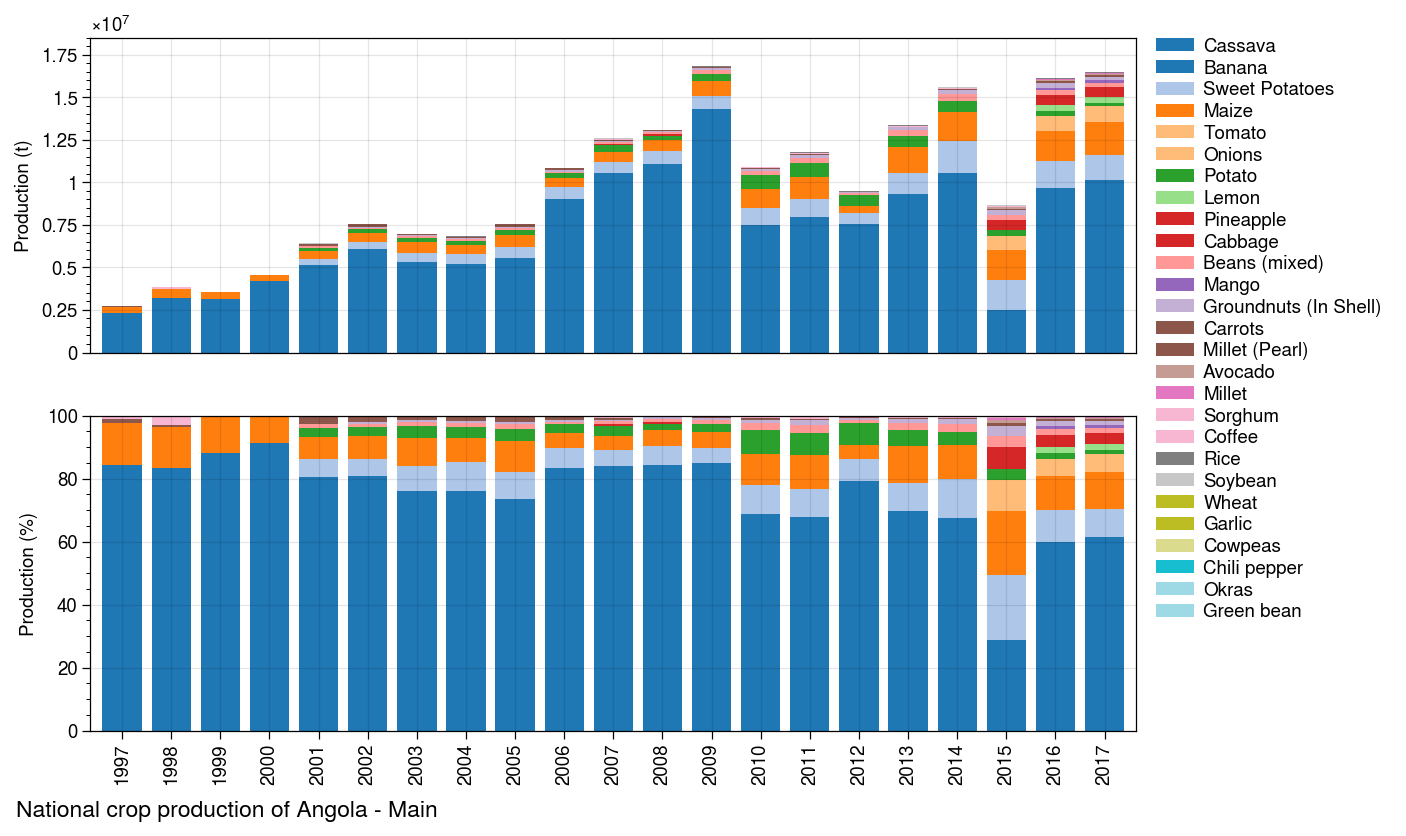 ×10⁷
1.75
1.5
1.25
1
0.75
0.5
0.25
0
Production (t)
100
80
60
40
20
0
Production (%)
1997
1998
1999
2000
2001
2002
2003
2004
2005
2006
2007
2008
2009
2010
2011
2012
2013
2014
2015
2016
2017
Cassava
Banana
Sweet Potatoes
Maize
Tomato
Onions
Potato
Lemon
Pineapple
Cabbage
Beans (mixed)
Mango
Groundnuts (In Shell)
Carrots
Millet (Pearl)
Avocado
Millet
Sorghum
Coffee
Rice
Soybean
Wheat
Garlic
Cowpeas
Chili pepper
Okras
Green bean
National crop production of Angola - Main